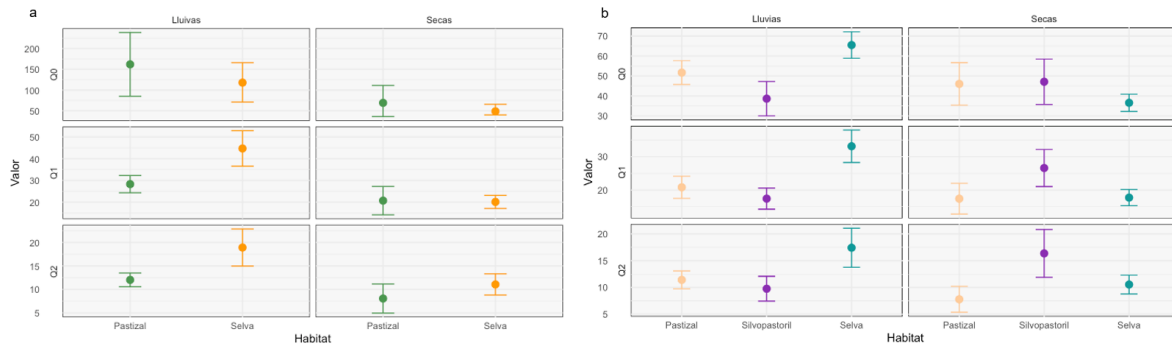 a
Lluivas
Secas
Valor
Q0
200
150
100
50
Q1
50
40
30
20
Q2
20
15
10
5
Pastizal
Selva
Pastizal
Selva
Habitat
b
Lluvias
Secas
Valor
Q0
70
60
50
40
30
Q1
30
20
Q2
20
15
10
5
Pastizal
Silvopastoril
Selva
Pastizal
Silvopastoril
Selva
Habitat